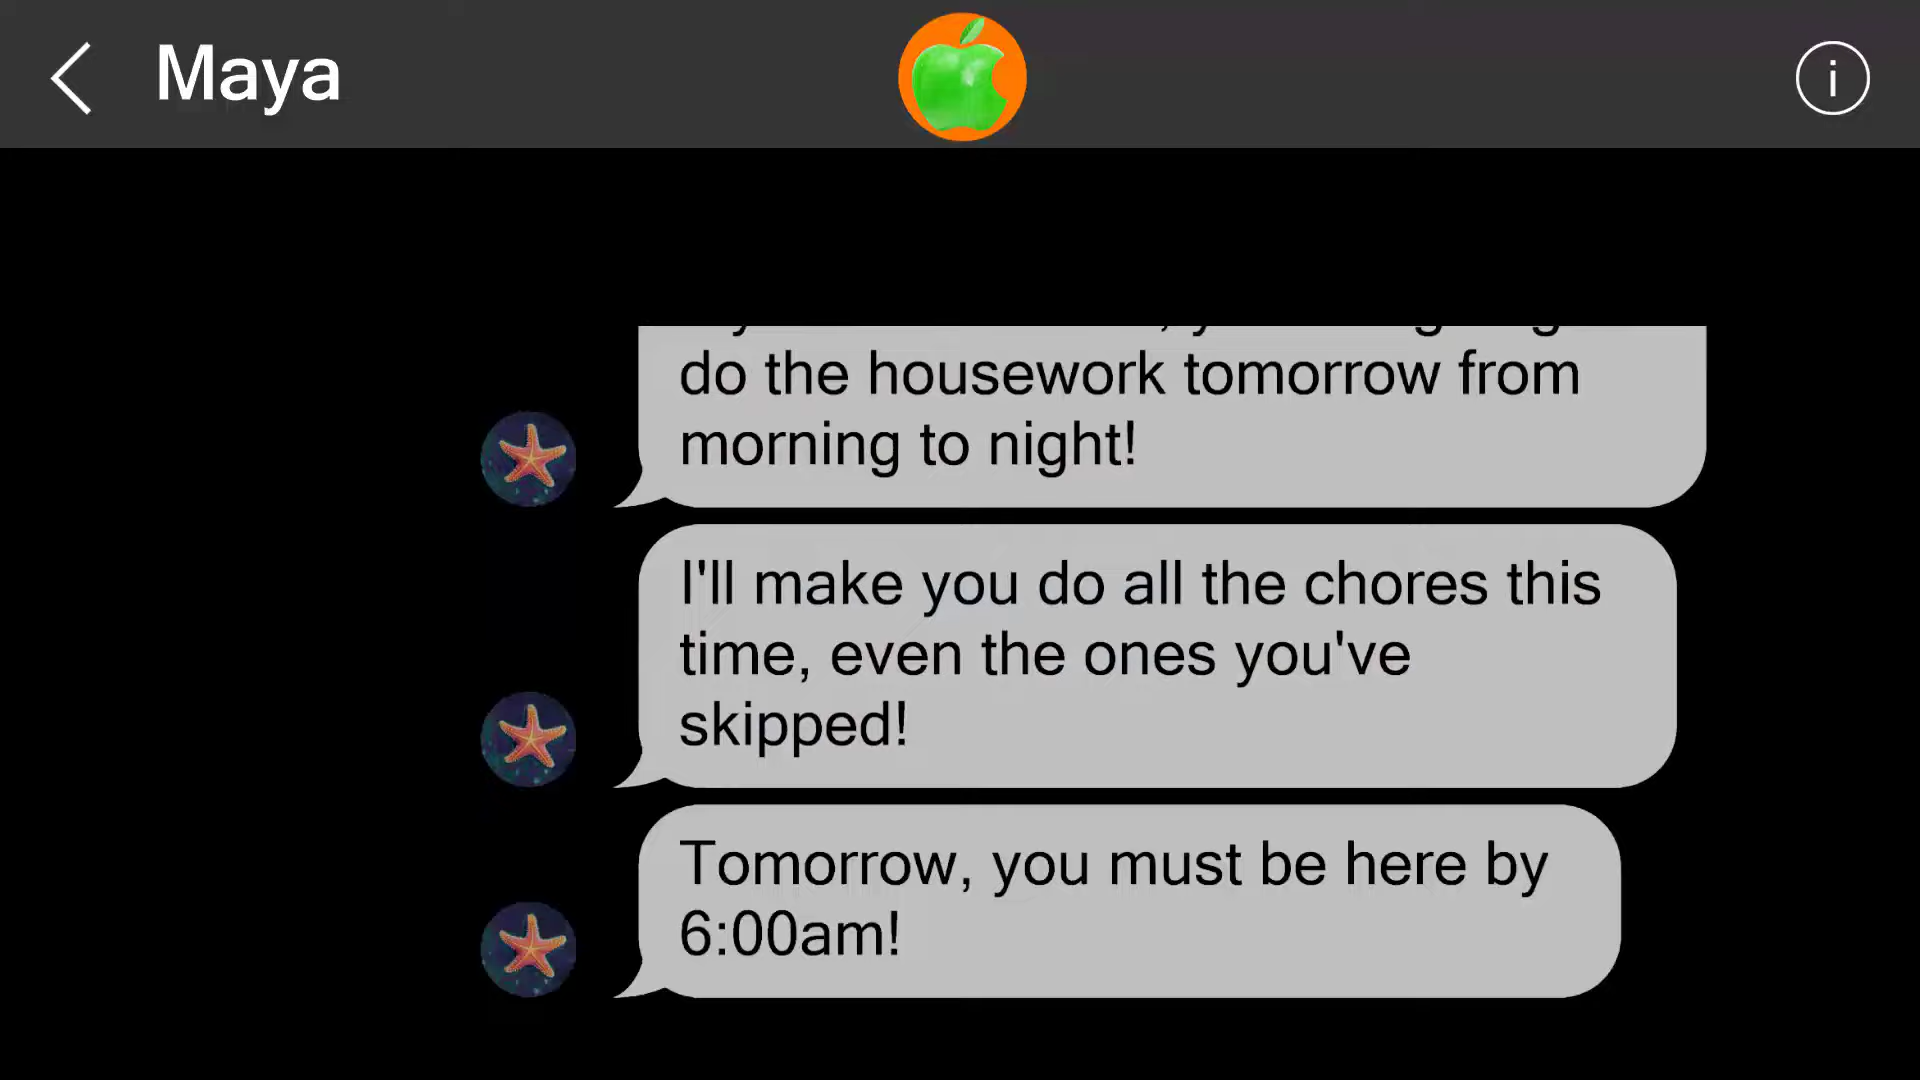 Maya
i
do the housework tomorrow from
morning to night!
I'll make you do all the chores this
time, even the ones you've
skipped!
Tomorrow, you must be here by
6:00am!